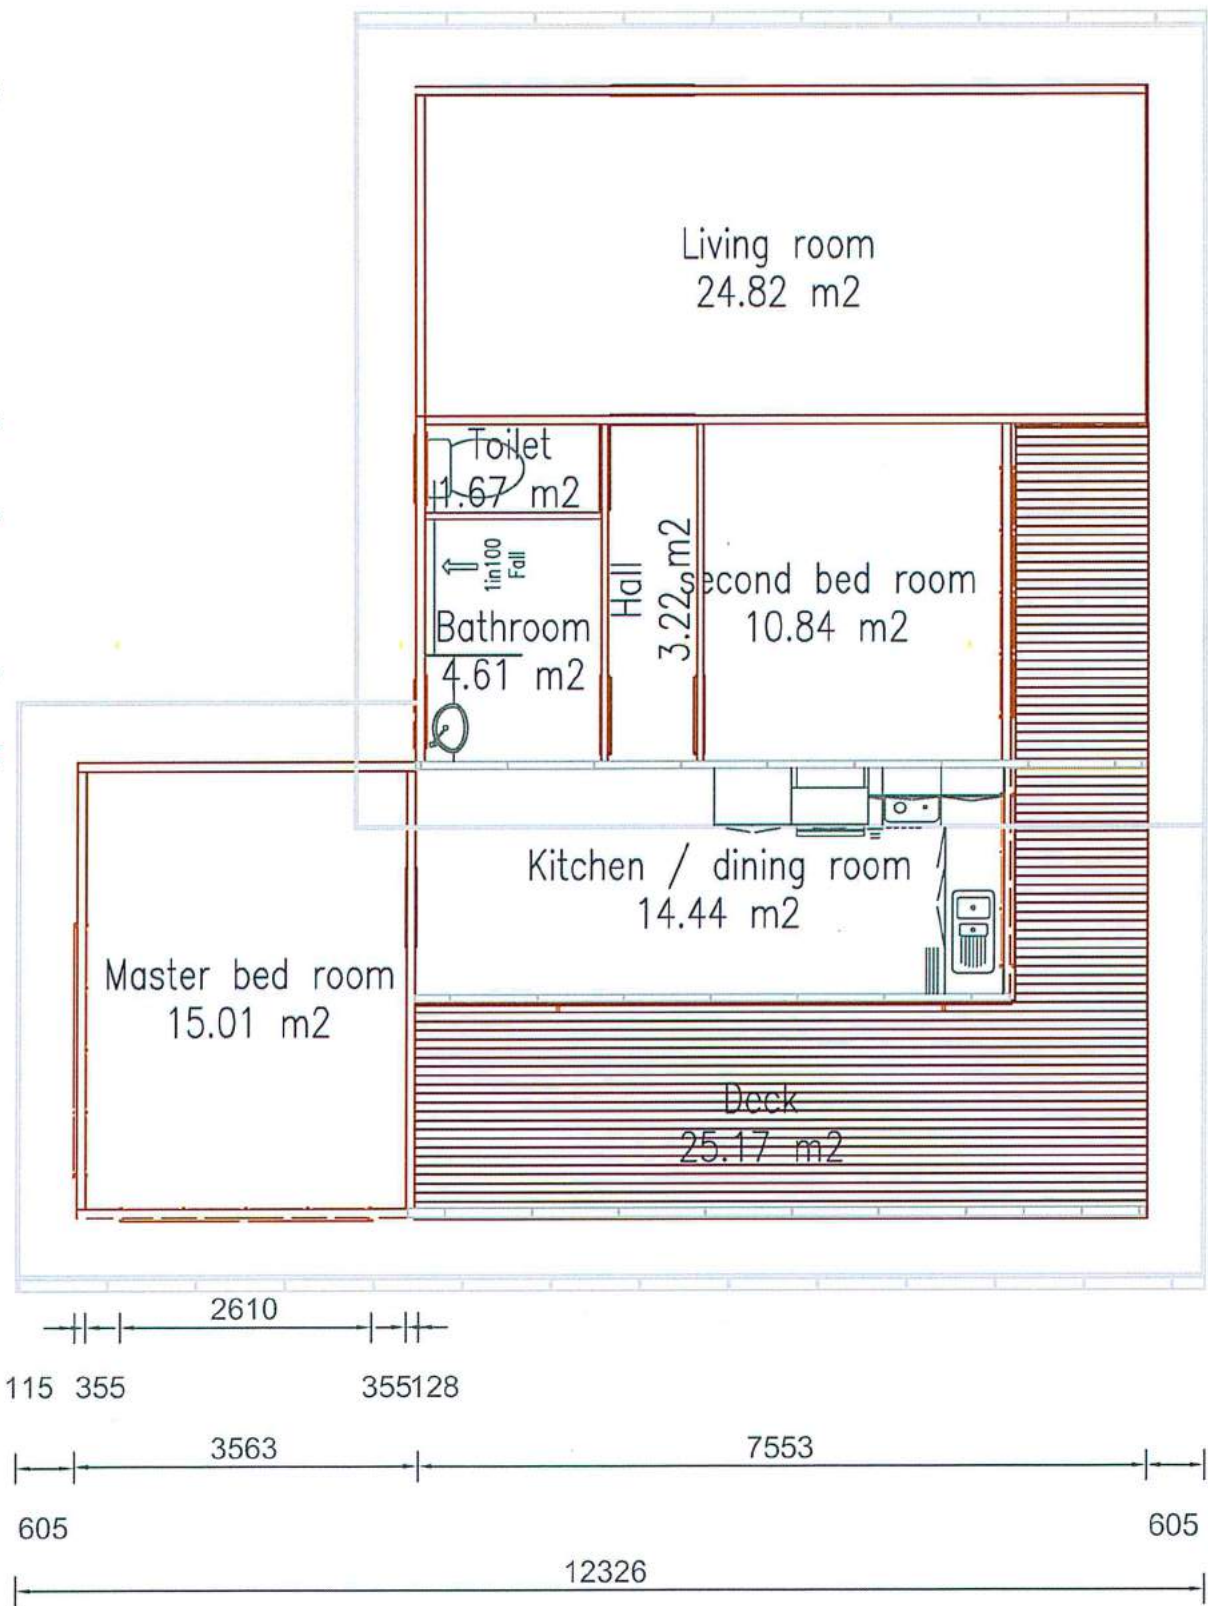 Living room
24.82 m2
Toilet
1.67 m2
1in100
Fall
Hall
3.22 m2
Bathroom
4.61 m2
second bed room
10.84 m2
Kitchen / dining room
14.44 m2
Master bed room
15.01 m2
Deck
25.17 m2
2610
115 355 355128
3563 7553
605 605
12326